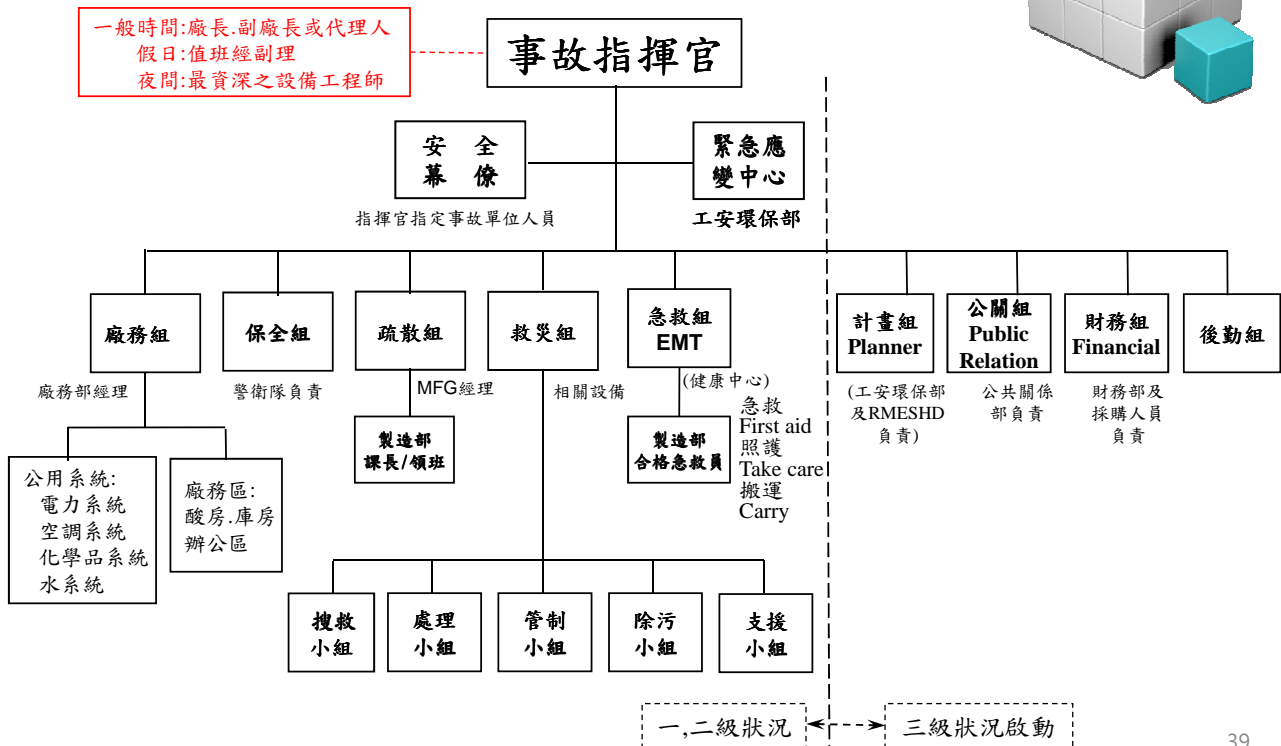 一般時間:廠長.副廠長或代理人
假日:值班經副理
夜間:最資深之設備工程師
事故指揮官
安 全
幕 僚
指揮官指定事故單位人員
緊急應
變中心
工安環保部
廠務組
廠務部經理
保全組
警衛隊負責
疏散組
MFG經理
救災組
相關設備
急救組
EMT
(健康中心)
計畫組
Planner
(工安環保部
及RMESHD
負責)
公關組
Public
Relation
公共關係
部負責
財務組
Financial
財務部及
採購人員
負責
後勤組
公用系統:
電力系統
空調系統
化學品系統
水系統
廠務區:
酸房.庫房
辦公區
製造部
課長/領班
製造部
合格急救員
急救
First aid
照護
Take care
搬運
Carry
搜救
小組
處理
小組
管制
小組
除污
小組
支援
小組
一,二級狀況
三級狀況啟動
39